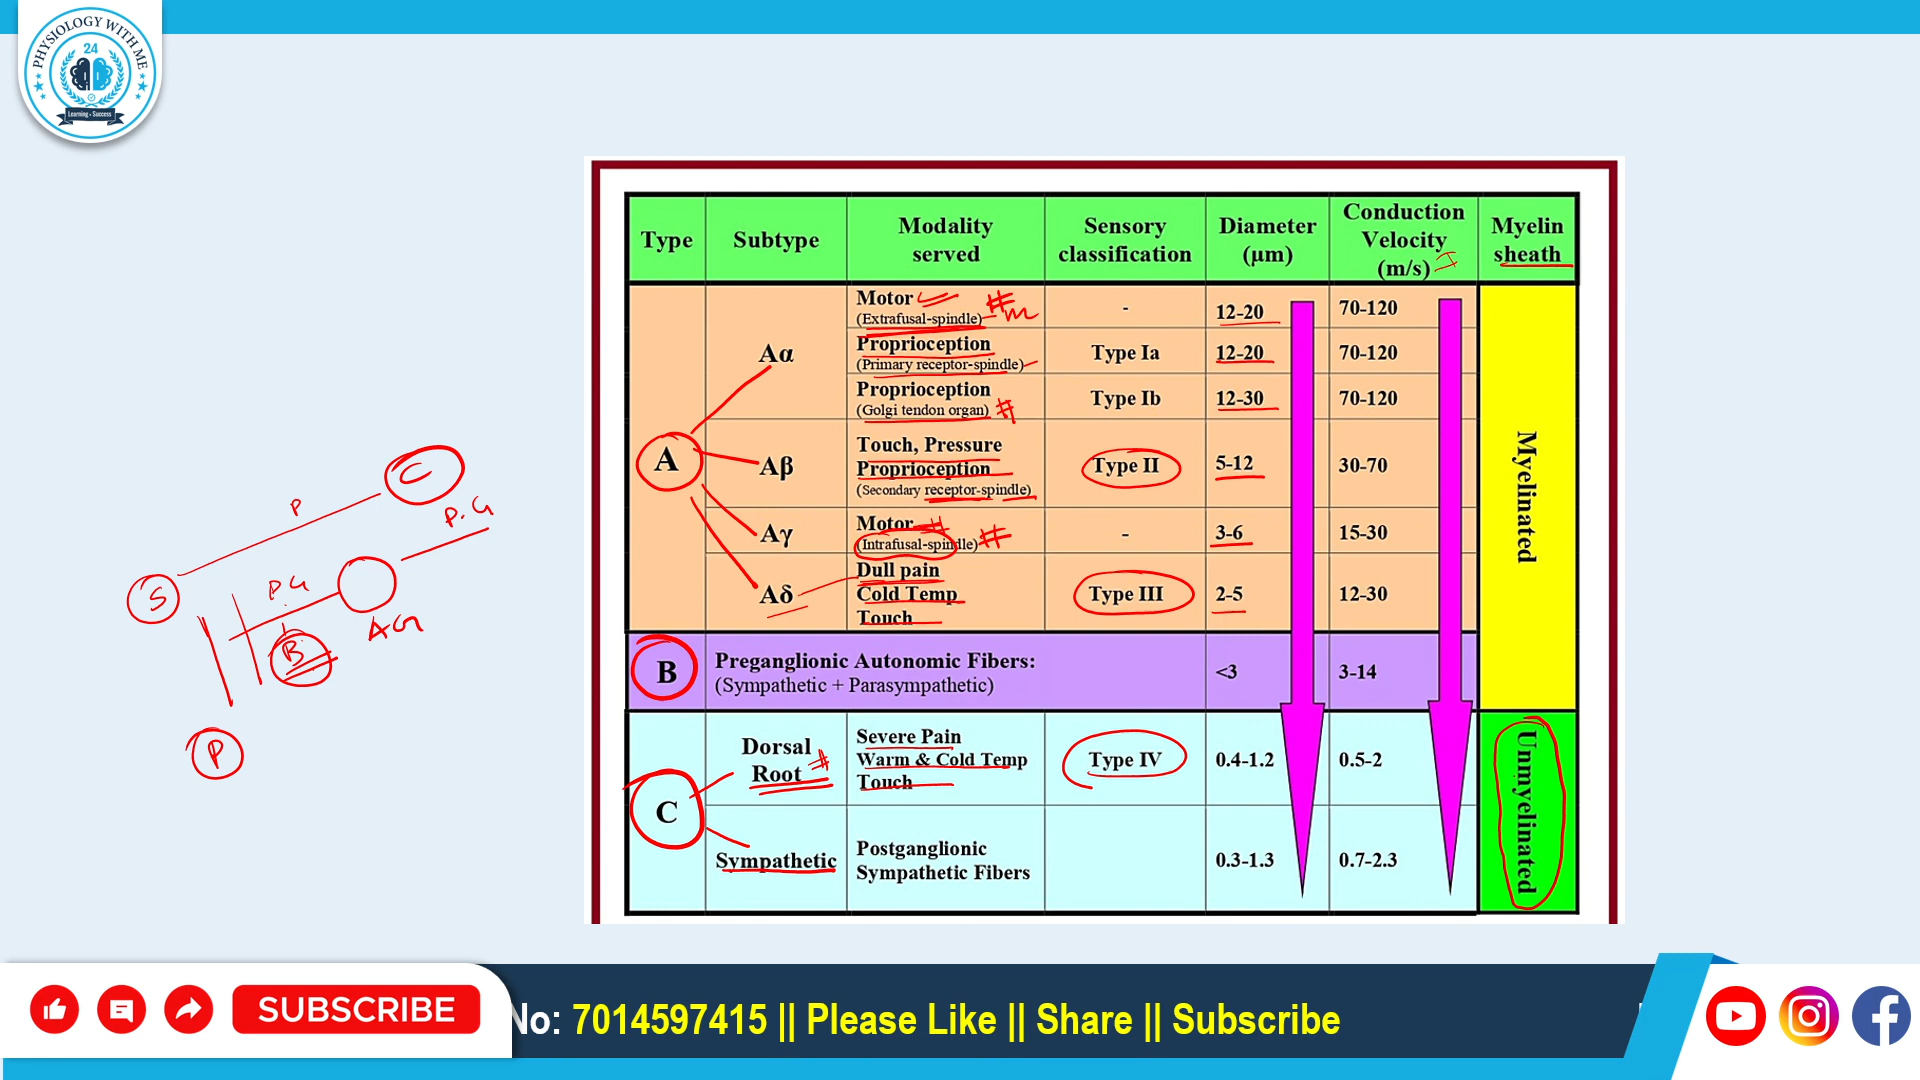 PHYSIOLOGY WITH ME
24
Learning • Success
Type
Subtype
Modality
served
Sensory
classification
Diameter
(μm)
Conduction
Velocity
(m/s)
Myelin
sheath
A
Aα
Motor
(Extrafusal-spindle)
m
-
12-20
70-120
Proprioception
(Primary receptor-spindle)
Type Ia
12-20
70-120
Proprioception
(Golgi tendon organ)
Type Ib
12-30
70-120
Aβ
Touch, Pressure
Proprioception
(Secondary receptor-spindle)
Type II
5-12
30-70
Aγ
Motor
(Intrafusal-spindle)
-
3-6
15-30
Aδ
Dull pain
Cold Temp
Touch
Type III
2-5
12-30
Myelinated
B
Preganglionic Autonomic Fibers:
(Sympathetic + Parasympathetic)
<3
3-14
C
Dorsal
Root
Severe Pain
Warm & Cold Temp
Touch
Type IV
0.4-1.2
0.5-2
Sympathetic
Postganglionic
Sympathetic Fibers
0.3-1.3
0.7-2.3
Unmyelinated
C
P
P.G
S
P.G
AG
B
P
SUBSCRIBE
No: 7014597415 || Please Like || Share || Subscribe